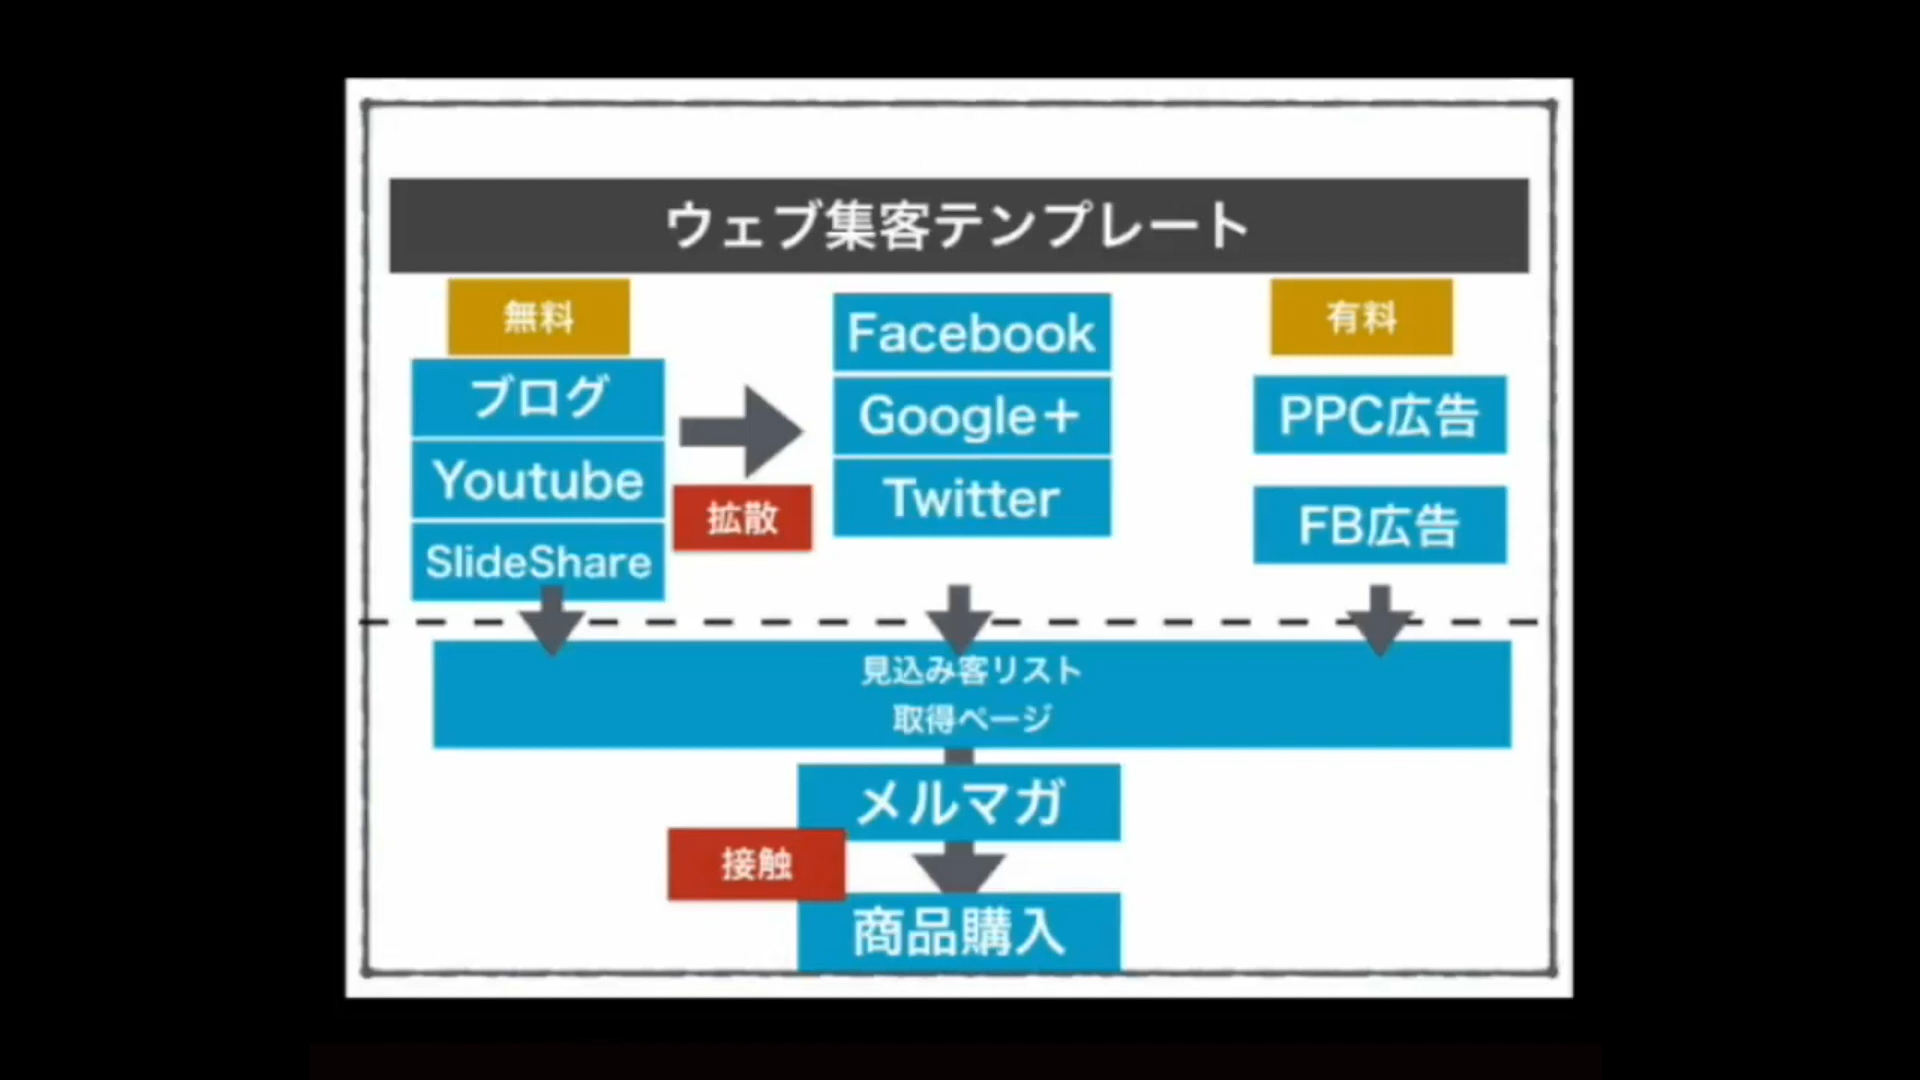 ウェブ集客テンプレート
無料
ブログ
Youtube
SlideShare
拡散
Facebook
Google+
Twitter
有料
PPC広告
FB広告
見込み客リスト
取得ページ
メルマガ
接触
商品購入